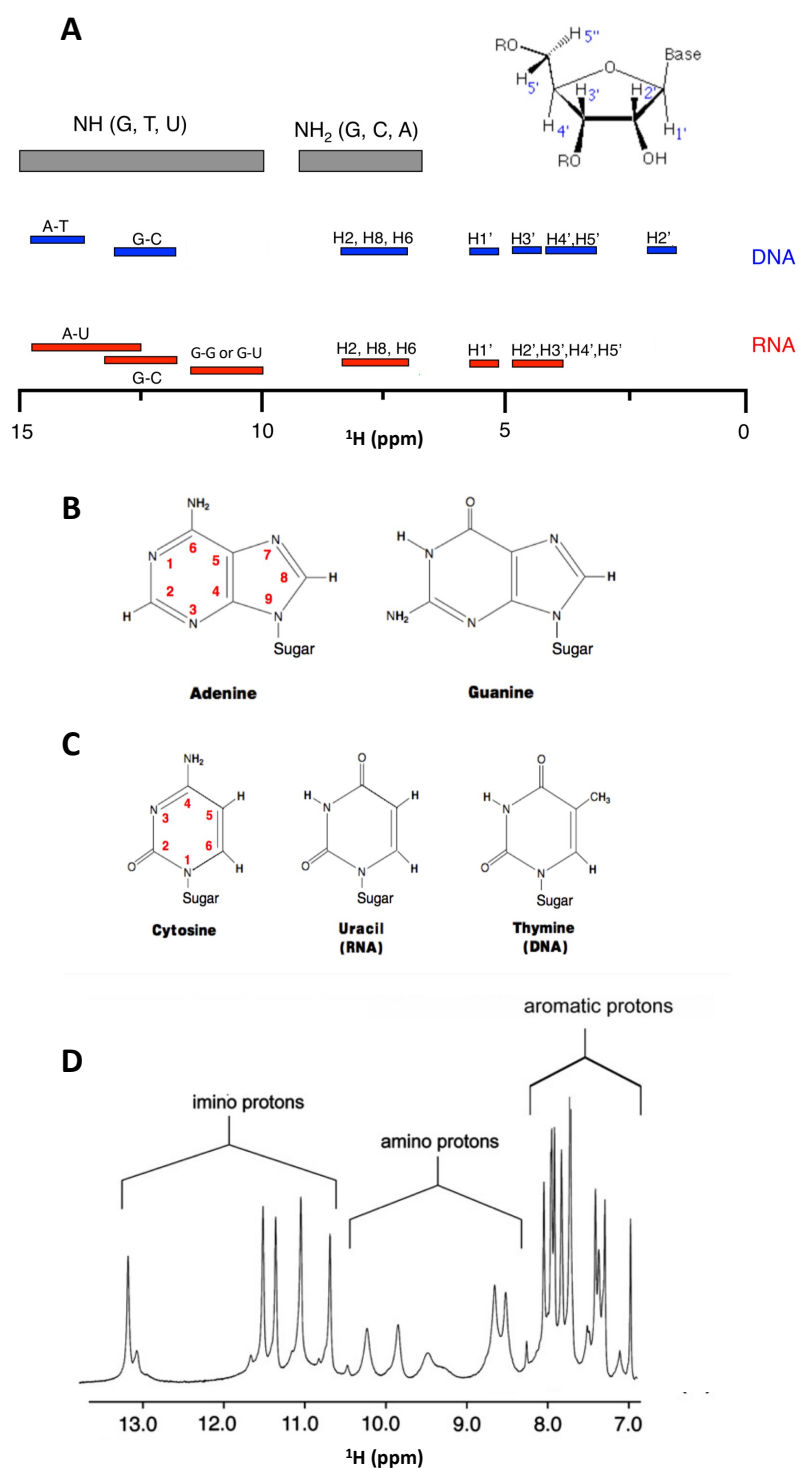 A
RO
H 5"
O
Base
H
5'
H 3'
H 2'
H 4'
H 1'
RO
OH
NH (G, T, U)
NH2 (G, C, A)
A-T
G-C
H2, H8, H6
H1'
H3'
H4',H5'
H2'
DNA
A-U
G-C
G-G or G-U
H2, H8, H6
H1'
H2',H3',H4',H5'
RNA
15
10
5
0
1H (ppm)
B
NH2
N
1
6
5
N
7
2
4
8
H
H
3
N
9
N
Sugar
Adenine
O
H
N
N
H
NH2
N
N
Sugar
Guanine
C
NH2
N
3
4
5
H
2
1
6
O
N
H
Sugar
Cytosine
O
H
N
H
O
N
H
Sugar
Uracil
(RNA)
O
H
N
CH3
O
N
H
Sugar
Thymine
(DNA)
D
imino protons
amino protons
aromatic protons
13.0
12.0
11.0
10.0
9.0
8.0
7.0
1H (ppm)